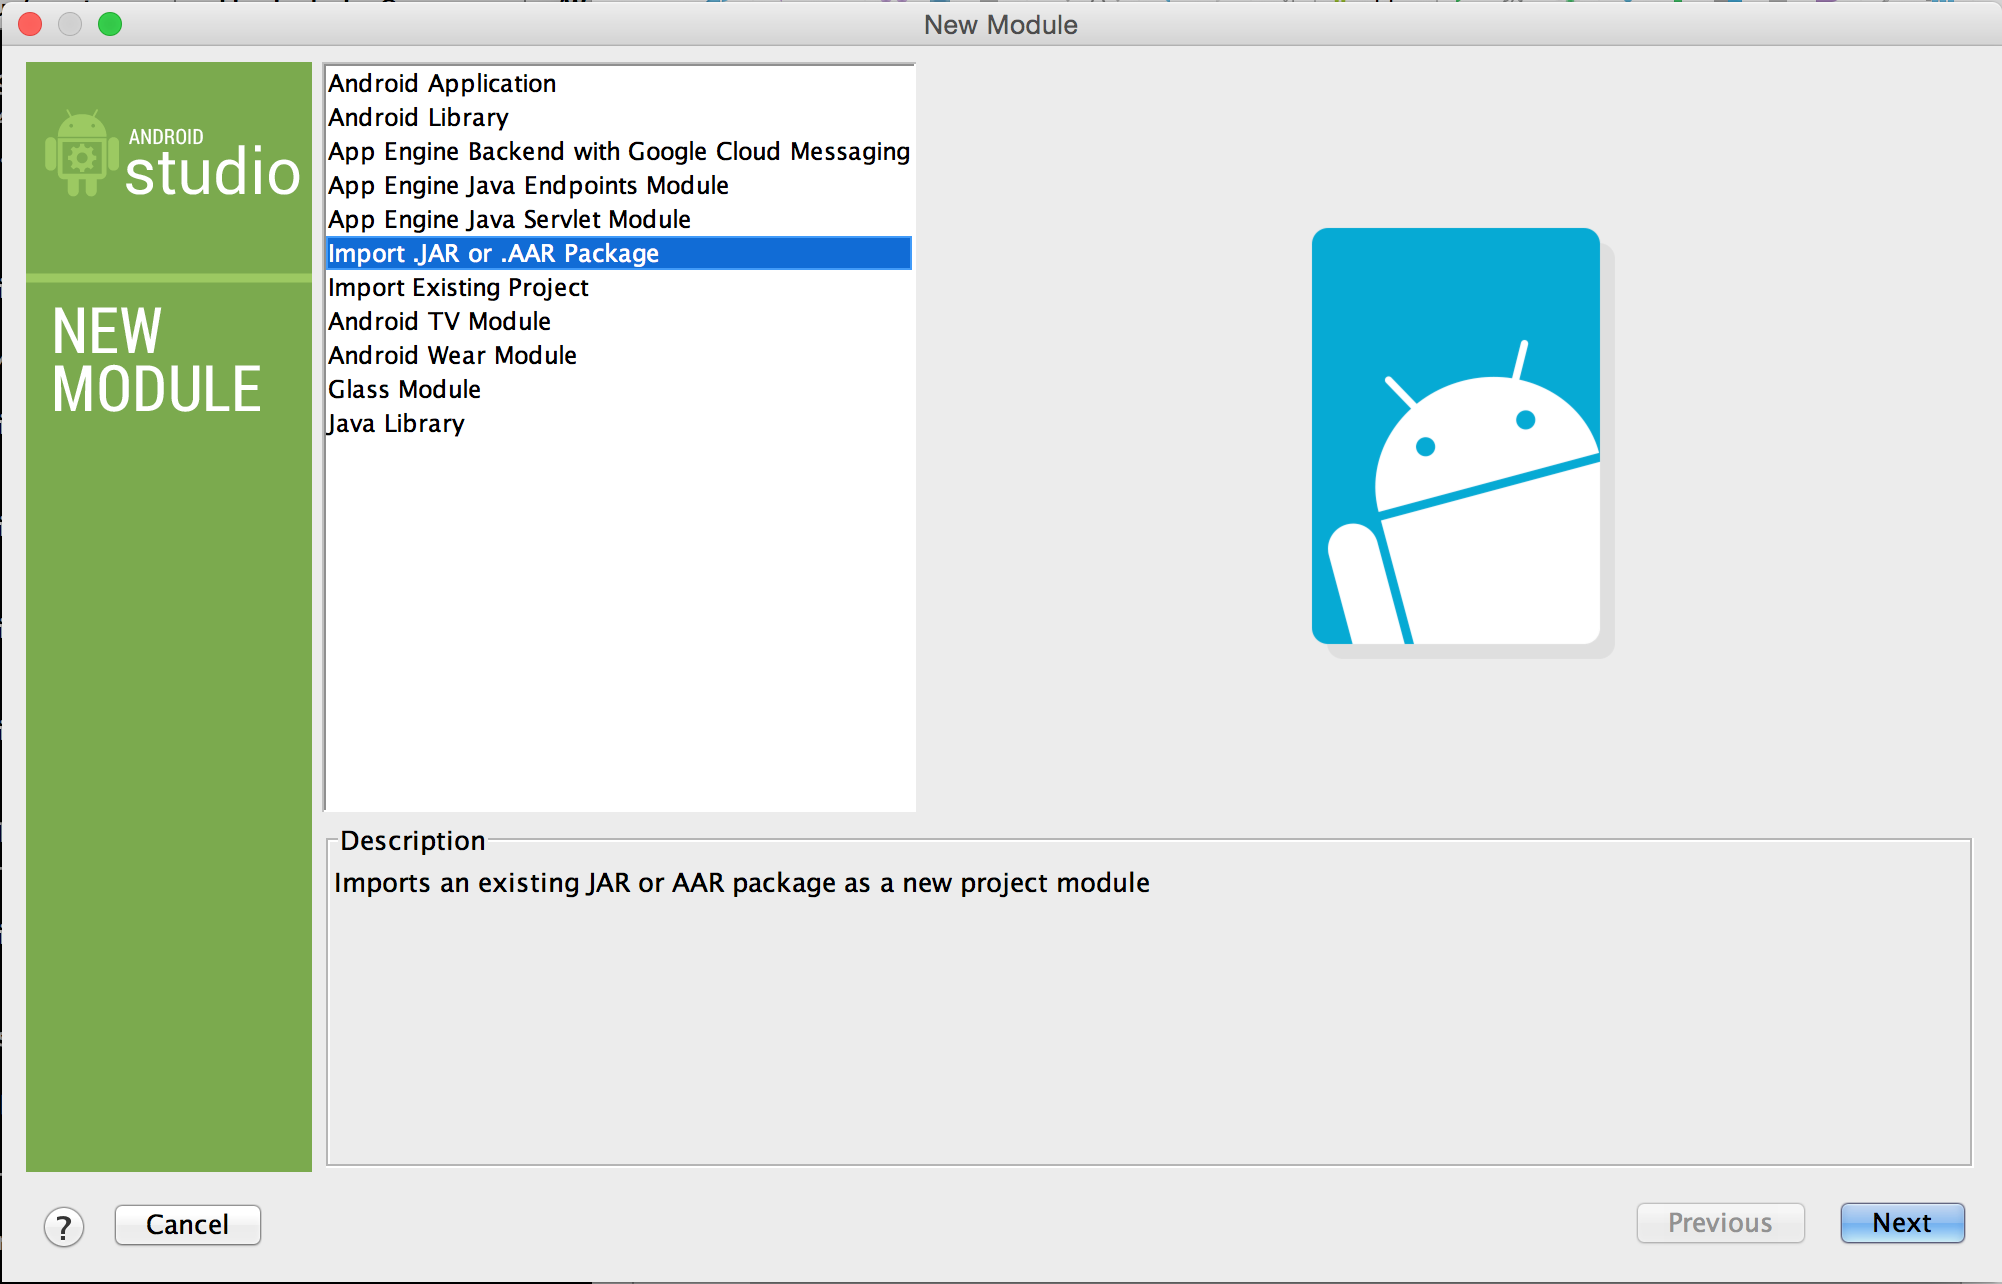 New Module
ANDROID
studio
NEW
MODULE
Android Application
Android Library
App Engine Backend with Google Cloud Messaging
App Engine Java Endpoints Module
App Engine Java Servlet Module
Import .JAR or .AAR Package
Import Existing Project
Android TV Module
Android Wear Module
Glass Module
Java Library
Description
Imports an existing JAR or AAR package as a new project module
?
Cancel
Previous
Next